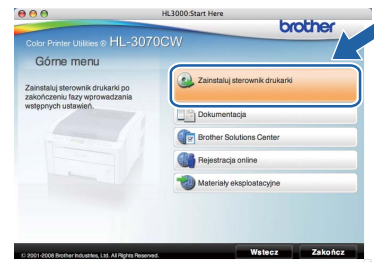 HL3000:Start Here
brother
Color Printer Utilities ® HL-3070CW
Górne menu
Zainstaluj sterownik drukarki po
zakończeniu fazy wprowadzania
wstępnych ustawień.
Zainstaluj sterownik drukarki
Dokumentacja
Brother Solutions Center
Rejestracja online
Materiały eksploatacyjne
© 2001-2008 Brother Industries, Ltd. All Rights Reserved.
Wstecz
Zakończ